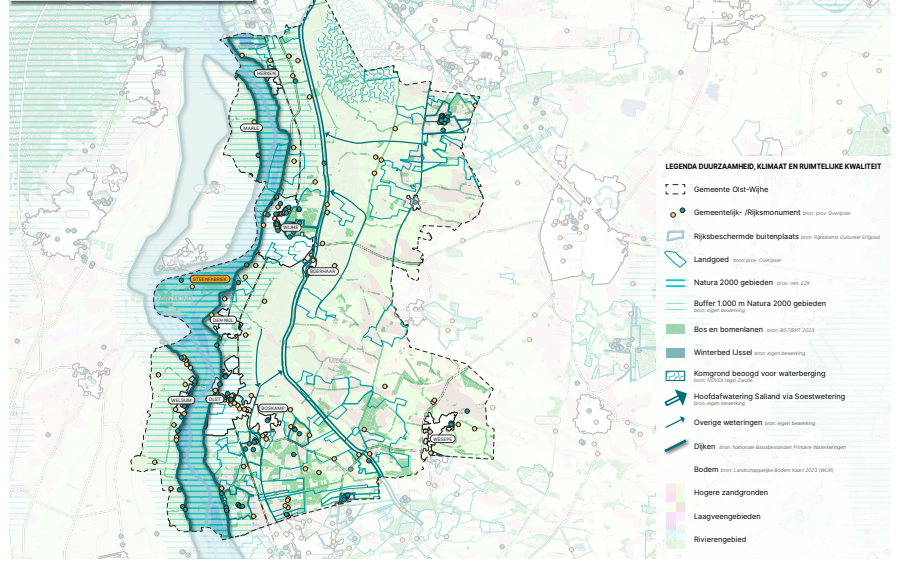 HERXEN
MARLE
WIJHE
BOERHAAR
STEENFABRIEK
DEN NUL
WELSUM
OLST
BOSKAMP
WESEPE
LEGENDA DUURZAAMHEID, KLIMAAT EN RUIMTELIJKE KWALITEIT
Gemeente Olst-Wijhe
Gemeentelijk- /Rijksmonument bron: prov. Overijssel
Rijksbeschermde buitenplaats bron: Rijksdienst Cultureel Erfgoed
Landgoed bron: prov. Overijssel
Natura 2000 gebieden bron: min. EZK
Buffer 1.000 m Natura 2000 gebieden
bron: eigen bewerking
Bos en bomenlanen bron: BGT/BRT 2023
Winterbed IJssel bron: eigen bewerking
Komgrond beoogd voor waterberging
bron: NOVEX regio Zwolle
Hoofdafwatering Salland via Soestwetering
bron: eigen bewerking
Overige weteringen bron: eigen bewerking
Dijken bron: Nationale Basisbestanden Primaire Waterkeringen
Bodem bron: Landschappelijke Bodem Kaart 2023 (WUR)
Hogere zandgronden
Laagveengebieden
Rivierengebied